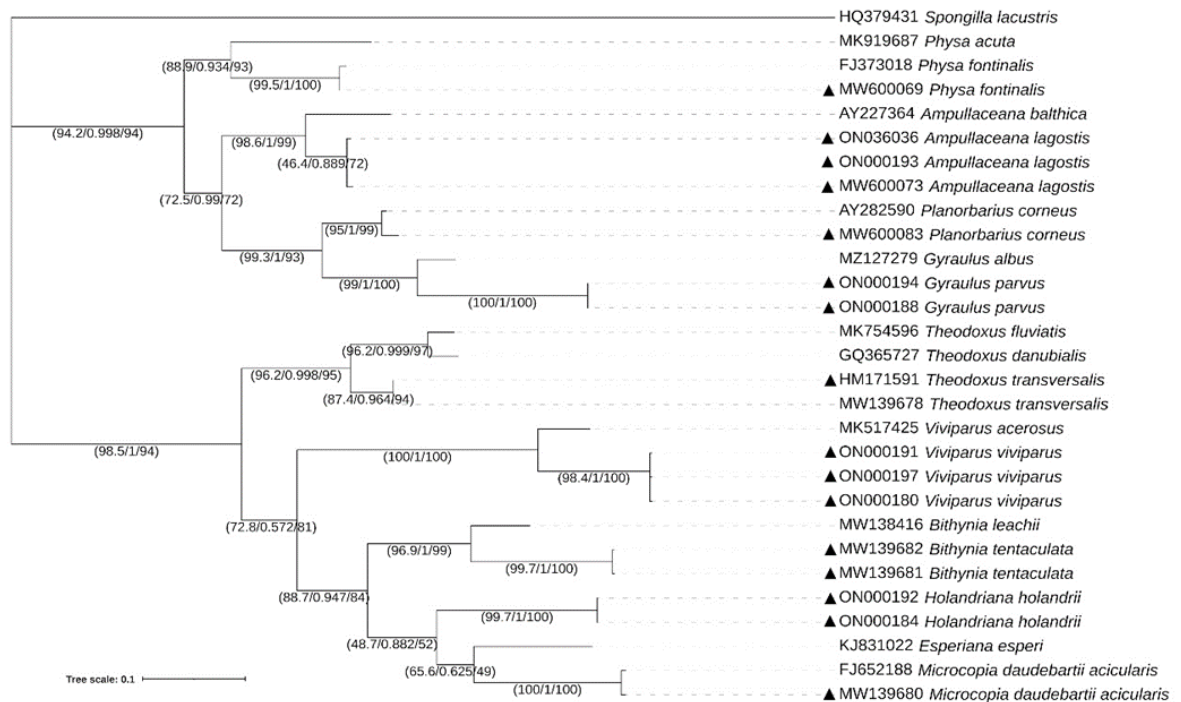 HQ379431 Spongilla lacustris
MK919687 Physa acuta
(88.9/0.934/93)
FJ373018 Physa fontinalis
(99.5/1/100)
▲ MW600069 Physa fontinalis
AY227364 Ampullaceana balthica
(94.2/0.998/94)
▲ ON036036 Ampullaceana lagostis
(98.6/1/99)
▲ ON000193 Ampullaceana lagostis
(46.4/0.889/72)
▲ MW600073 Ampullaceana lagostis
(72.5/0.99/72)
AY282590 Planorbarius corneus
(95/1/99)
▲ MW600083 Planorbarius corneus
(99.3/1/93)
MZ127279 Gyraulus albus
(99/1/100)
▲ ON000194 Gyraulus parvus
(100/1/100)
▲ ON000188 Gyraulus parvus
MK754596 Theodoxus fluviatis
(96.2/0.999/97)
GQ365727 Theodoxus danubialis
(96.2/0.998/95)
▲ HM171591 Theodoxus transversalis
(87.4/0.964/94)
MW139678 Theodoxus transversalis
MK517425 Viviparus acerosus
(98.5/1/94)
(100/1/100)
▲ ON000191 Viviparus viviparus
(98.4/1/100)
▲ ON000197 Viviparus viviparus
▲ ON000180 Viviparus viviparus
(72.8/0.572/81)
MW138416 Bithynia leachii
(96.9/1/99)
▲ MW139682 Bithynia tentaculata
(99.7/1/100)
▲ MW139681 Bithynia tentaculata
(88.7/0.947/84)
▲ ON000192 Holandriana holandrii
(99.7/1/100)
▲ ON000184 Holandriana holandrii
(48.7/0.882/52)
KJ831022 Esperiana esperi
(65.6/0.625/49)
FJ652188 Microcopia daudebartii acicularis
Tree scale: 0.1
(100/1/100)
▲ MW139680 Microcopia daudebartii acicularis